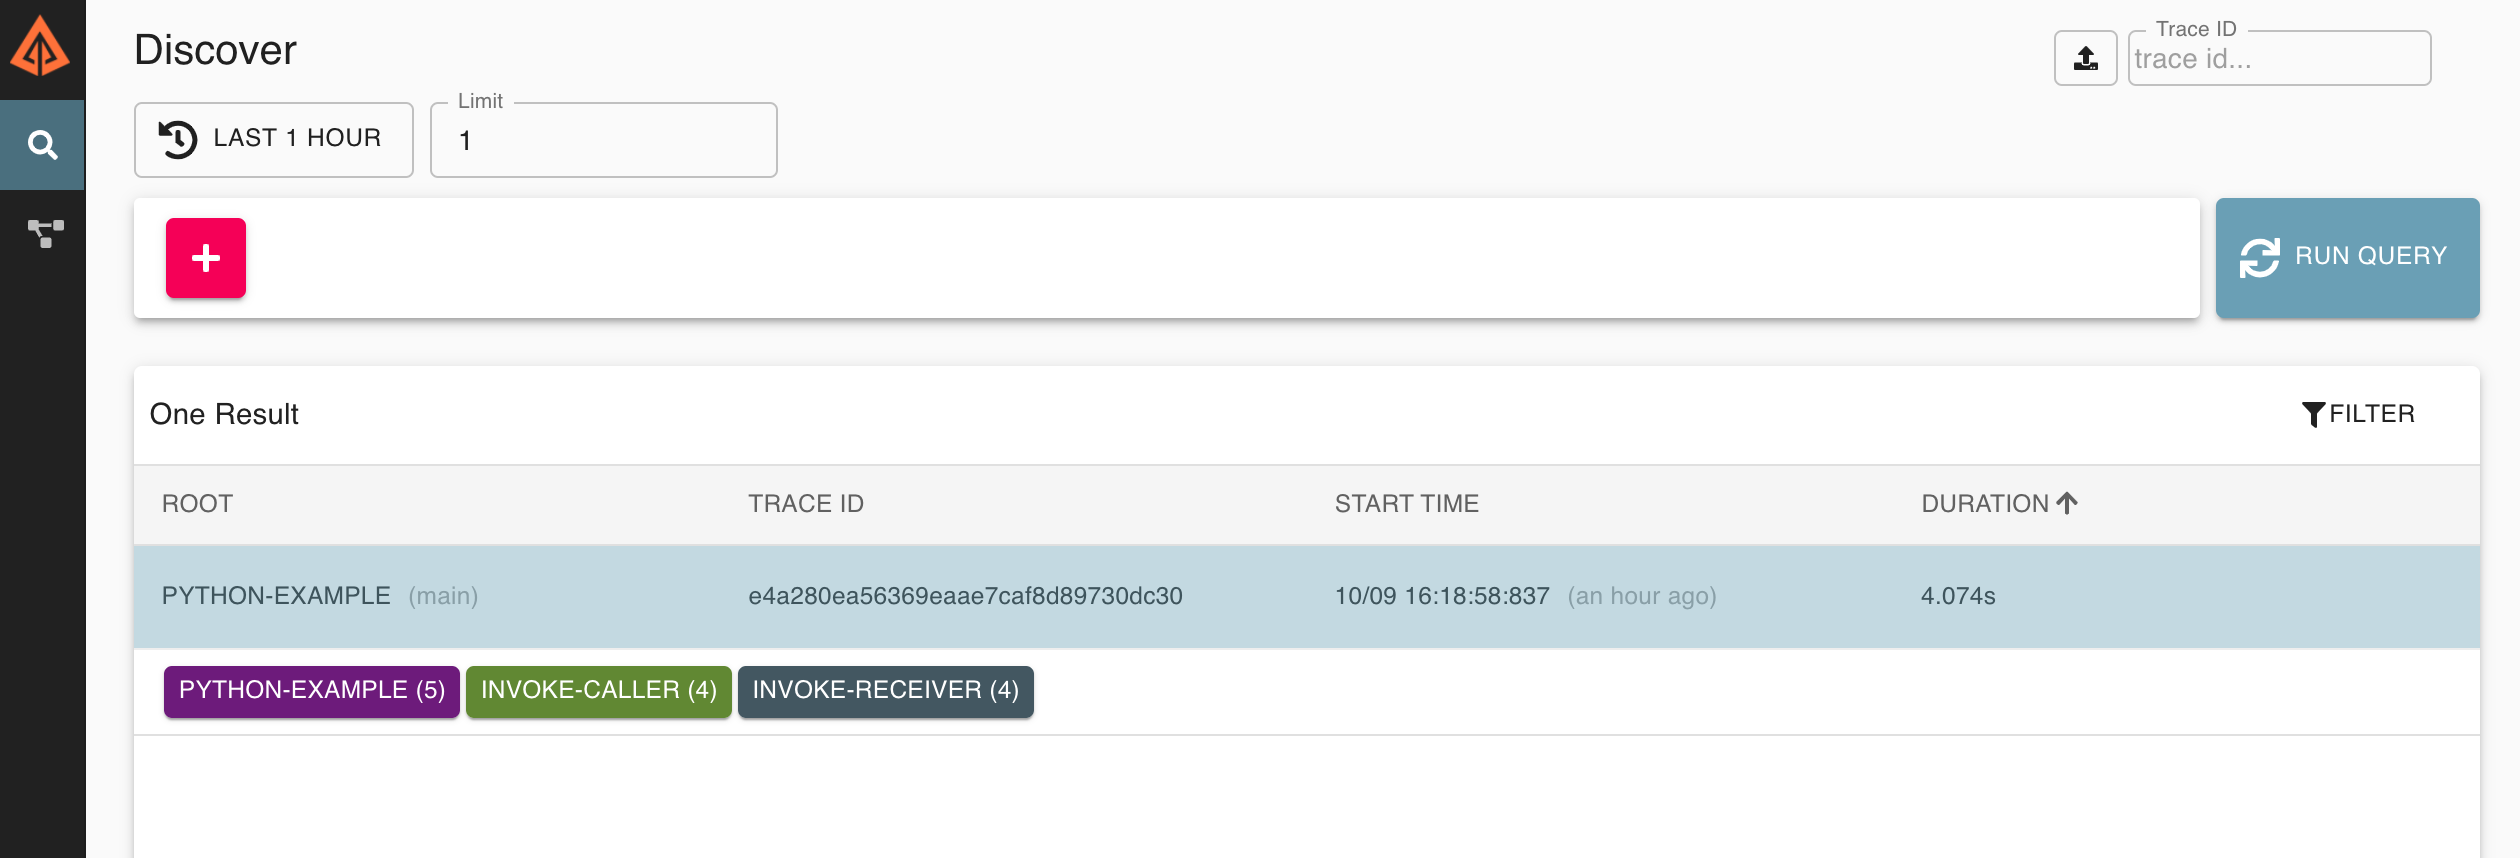 Discover
Trace ID
trace id...
LAST 1 HOUR
Limit
1
RUN QUERY
One Result
FILTER
ROOT TRACE ID START TIME DURATION
PYTHON-EXAMPLE (main) e4a280ea56369eaae7caf8d89730dc30 10/09 16:18:58:837 (an hour ago) 4.074s
PYTHON-EXAMPLE (5) INVOKE-CALLER (4) INVOKE-RECEIVER (4)